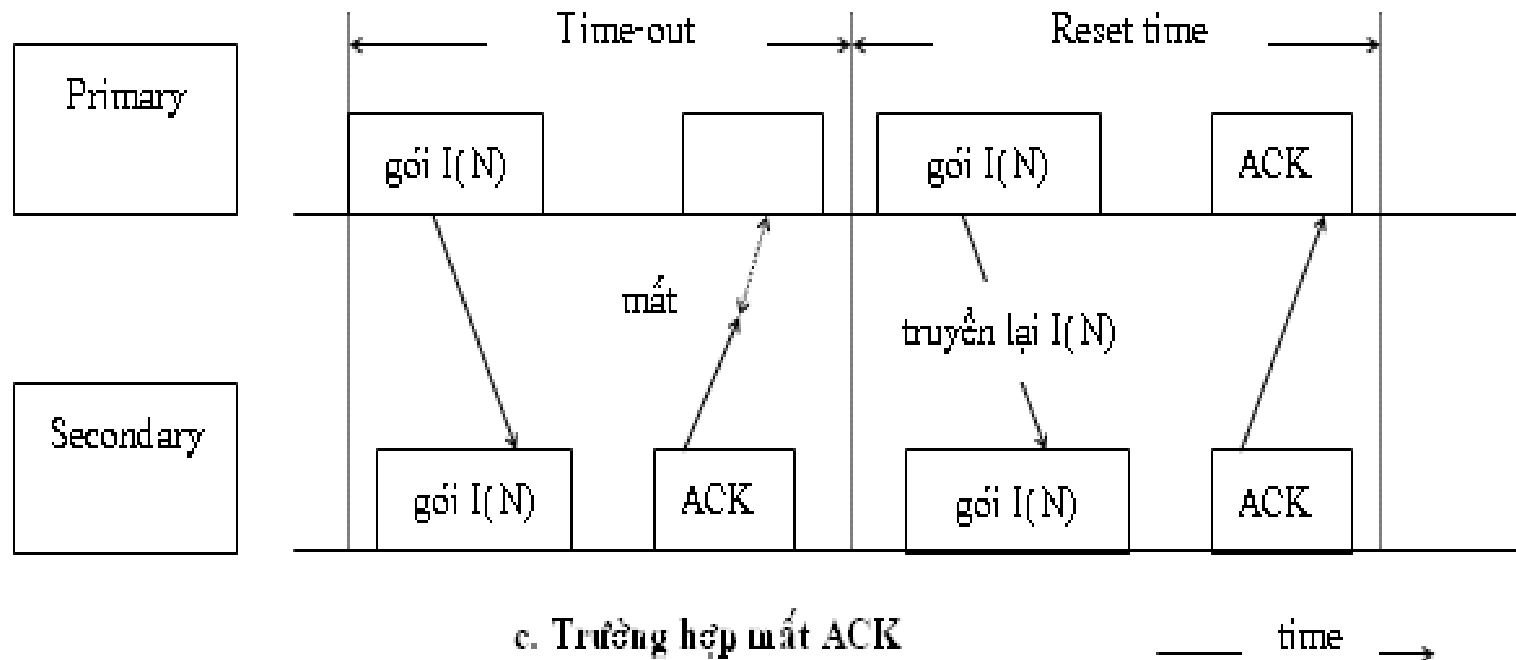 Time-out
Reset time
Primary
gói I(N)
gói I(N)
ACK
mất
truyền lại I(N)
Secondary
gói I(N)
ACK
gói I(N)
ACK
c. Trường hợp mất ACK
time